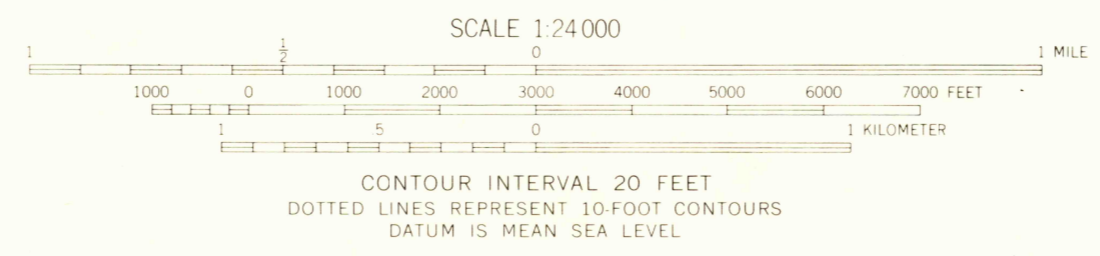 SCALE 1:24 000
1 ½ 0 1 MILE
1000 0 1000 2000 3000 4000 5000 6000 7000 FEET
1 .5 0 1 KILOMETER
CONTOUR INTERVAL 20 FEET
DOTTED LINES REPRESENT 10-FOOT CONTOURS
DATUM IS MEAN SEA LEVEL